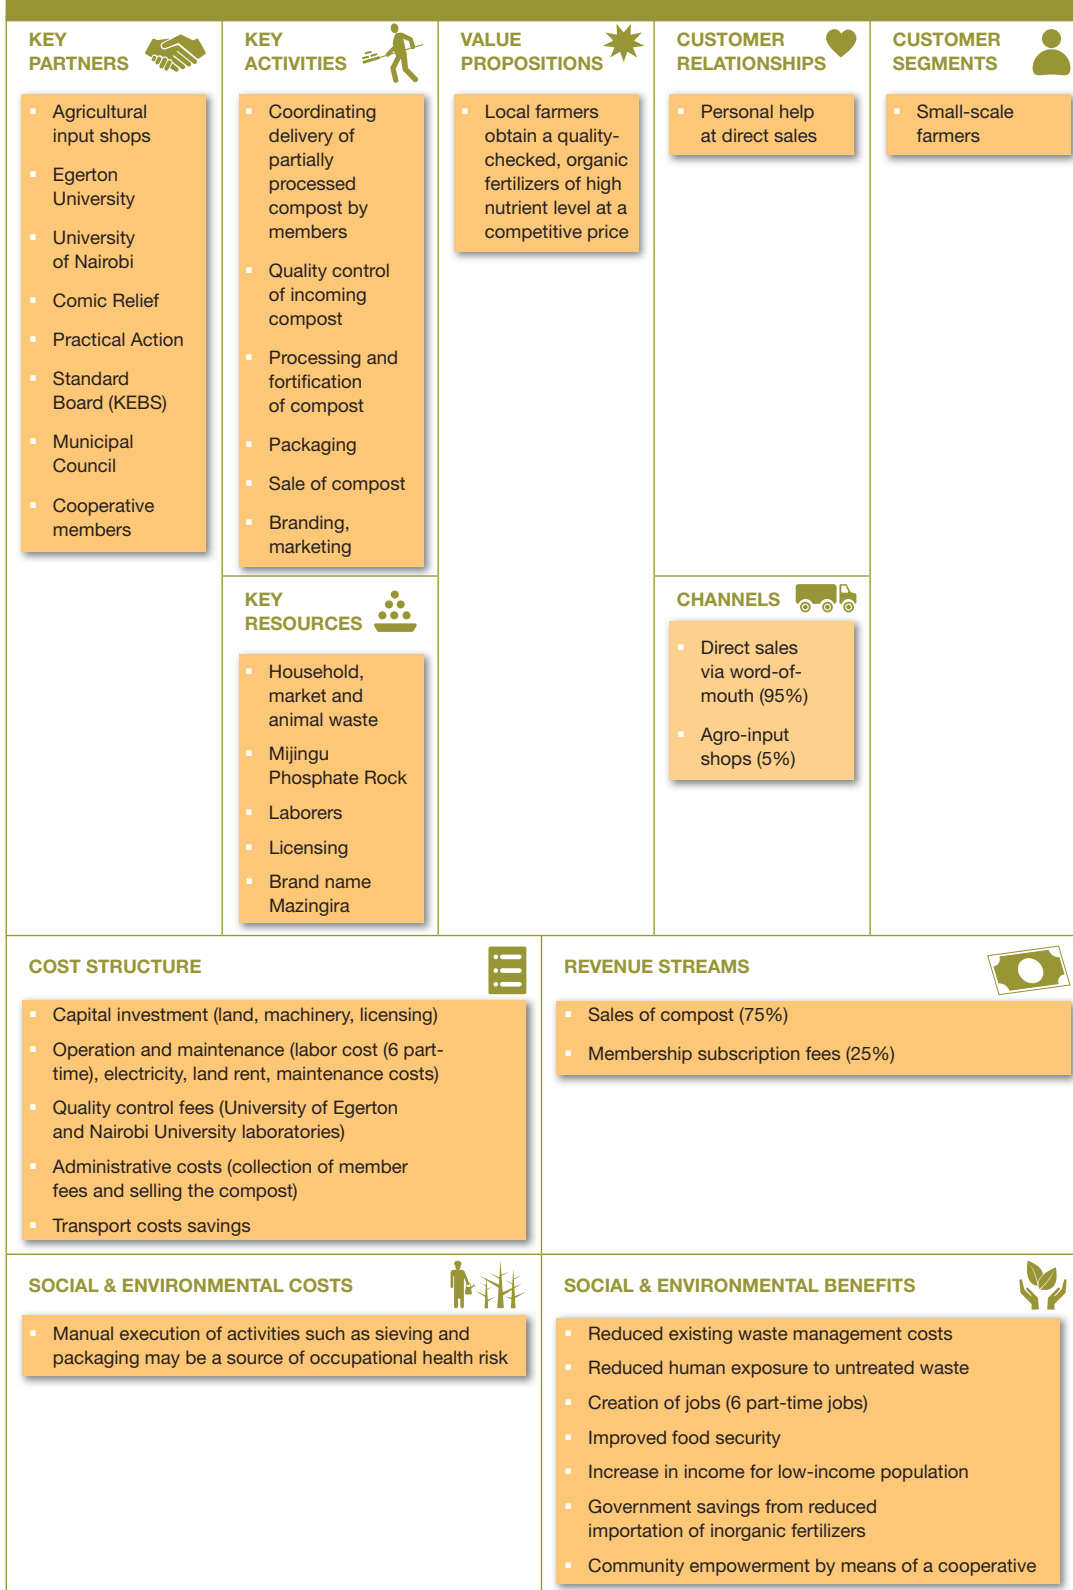 KEY
PARTNERS
Agricultural
input shops
Egerton
University
University
of Nairobi
Comic Relief
Practical Action
Standard
Board (KEBS)
Municipal
Council
Cooperative
members
KEY
ACTIVITIES
Coordinating
delivery of
partially
processed
compost by
members
Quality control
of incoming
compost
Processing and
fortification
of compost
Packaging
Sale of compost
Branding,
marketing
KEY
RESOURCES
Household,
market and
animal waste
Mijingu
Phosphate Rock
Laborers
Licensing
Brand name
Mazingira
VALUE
PROPOSITIONS
Local farmers
obtain a quality-
checked, organic
fertilizers of high
nutrient level at a
competitive price
CUSTOMER
RELATIONSHIPS
Personal help
at direct sales
CHANNELS
Direct sales
via word-of-
mouth (95%)
Agro-input
shops (5%)
CUSTOMER
SEGMENTS
Small-scale
farmers
COST STRUCTURE
Capital investment (land, machinery, licensing)
Operation and maintenance (labor cost (6 part-
time), electricity, land rent, maintenance costs)
Quality control fees (University of Egerton
and Nairobi University laboratories)
Administrative costs (collection of member
fees and selling the compost)
Transport costs savings
REVENUE STREAMS
Sales of compost (75%)
Membership subscription fees (25%)
SOCIAL & ENVIRONMENTAL COSTS
Manual execution of activities such as sieving and
packaging may be a source of occupational health risk
SOCIAL & ENVIRONMENTAL BENEFITS
Reduced existing waste management costs
Reduced human exposure to untreated waste
Creation of jobs (6 part-time jobs)
Improved food security
Increase in income for low-income population
Government savings from reduced
importation of inorganic fertilizers
Community empowerment by means of a cooperative